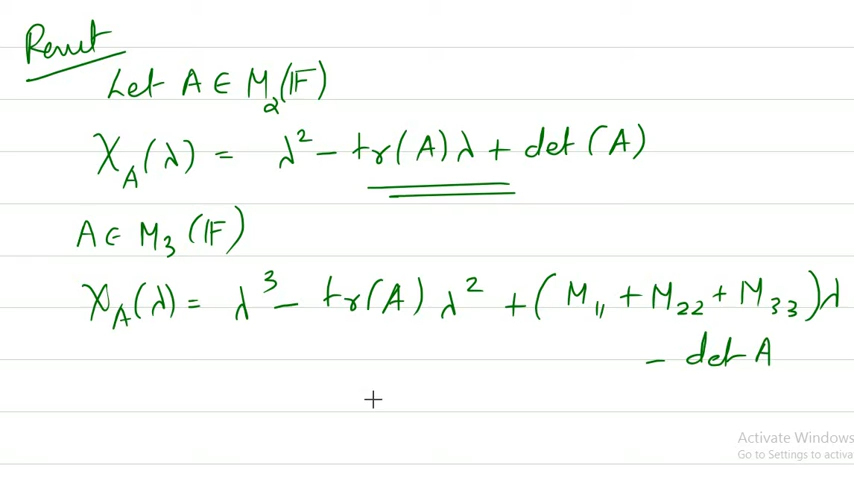 Result
Let A ∈ M₂(𝔽)
χ_A(λ) = λ² - tr(A)λ + det(A)
A ∈ M₃(𝔽)
χ_A(λ) = λ³ - tr(A) λ² + (M₁₁ + M₂₂ + M₃₃)λ
- det A
Activate Windows
Go to Settings to activa